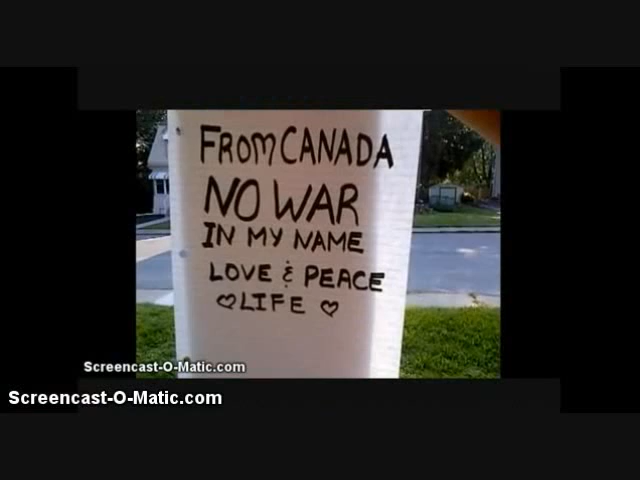 FROM CANADA
NO WAR
IN MY NAME
LOVE & PEACE
♡LIFE ♡
Screencast-O-Matic.com
Screencast-O-Matic.com